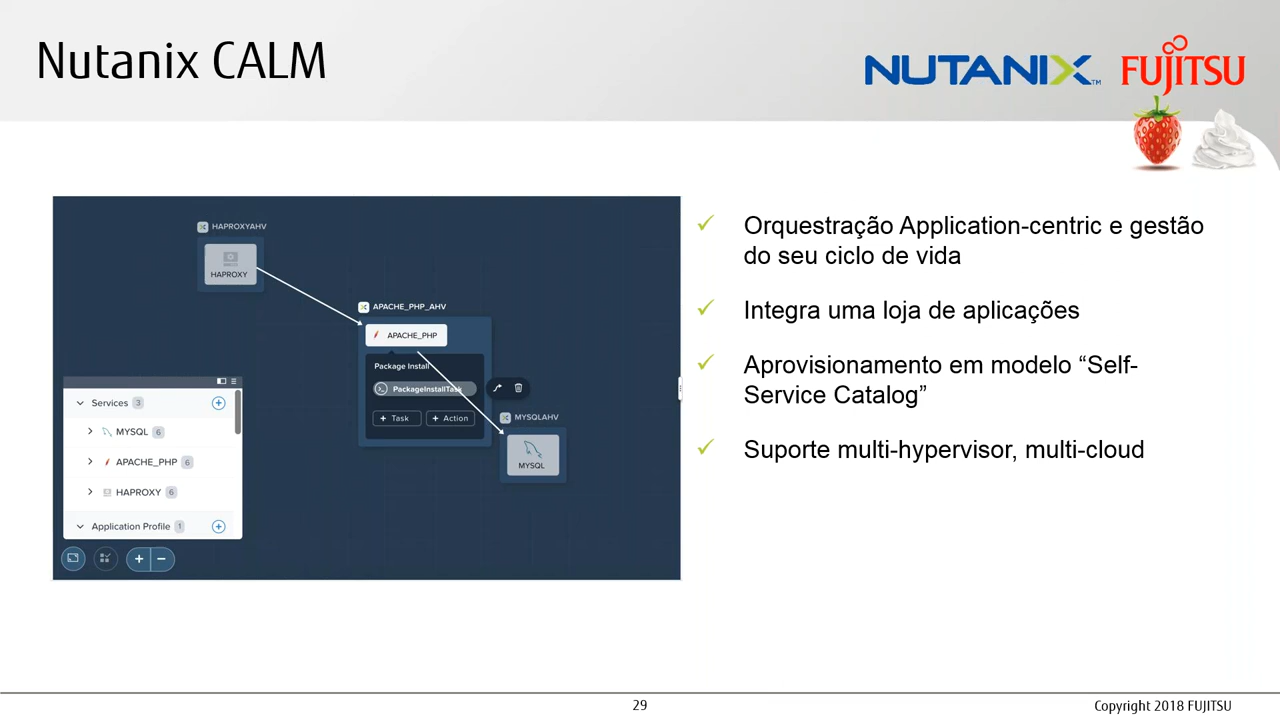 Nutanix CALM
NUTANIX™
FUJITSU
HAPROXYAHV
HAPROXY
APACHE_PHP_AHV
APACHE_PHP
Package Install
PackageInstallTask
+ Task
+ Action
MYSQLAHV
MYSQL
Services 3
MYSQL 6
APACHE_PHP 6
HAPROXY 6
Application Profile 1
✓ Orquestração Application-centric e gestão
do seu ciclo de vida
✓ Integra uma loja de aplicações
✓ Aprovisionamento em modelo “Self-
Service Catalog”
✓ Suporte multi-hypervisor, multi-cloud
29
Copyright 2018 FUJITSU